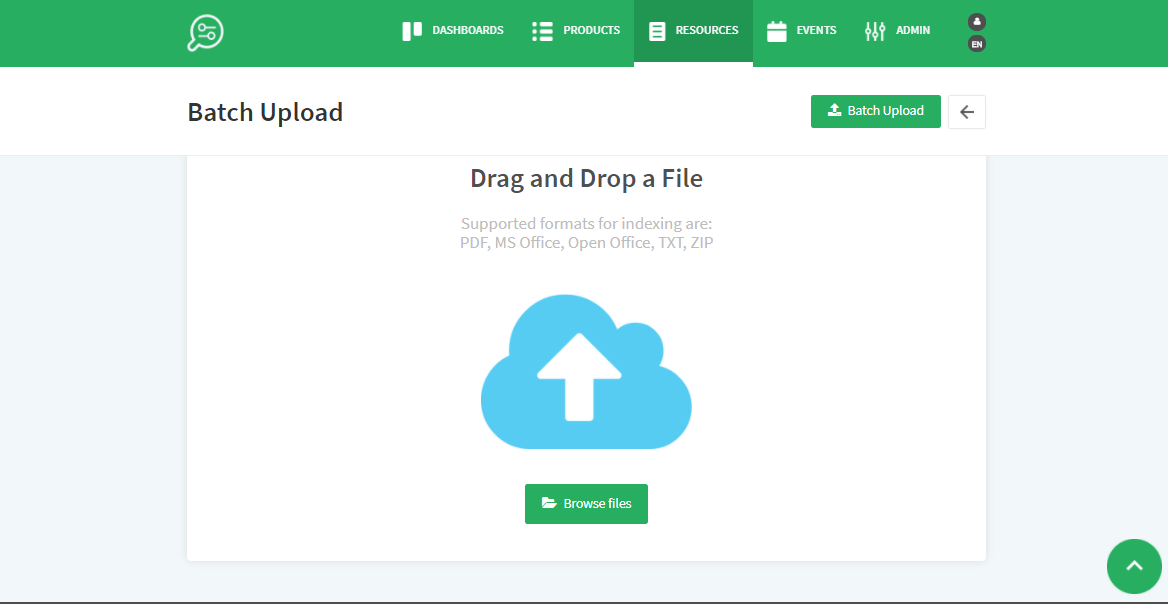 DASHBOARDS PRODUCTS RESOURCES EVENTS ADMIN
EN
Batch Upload
Batch Upload
Drag and Drop a File
Supported formats for indexing are:
PDF, MS Office, Open Office, TXT, ZIP
Browse files